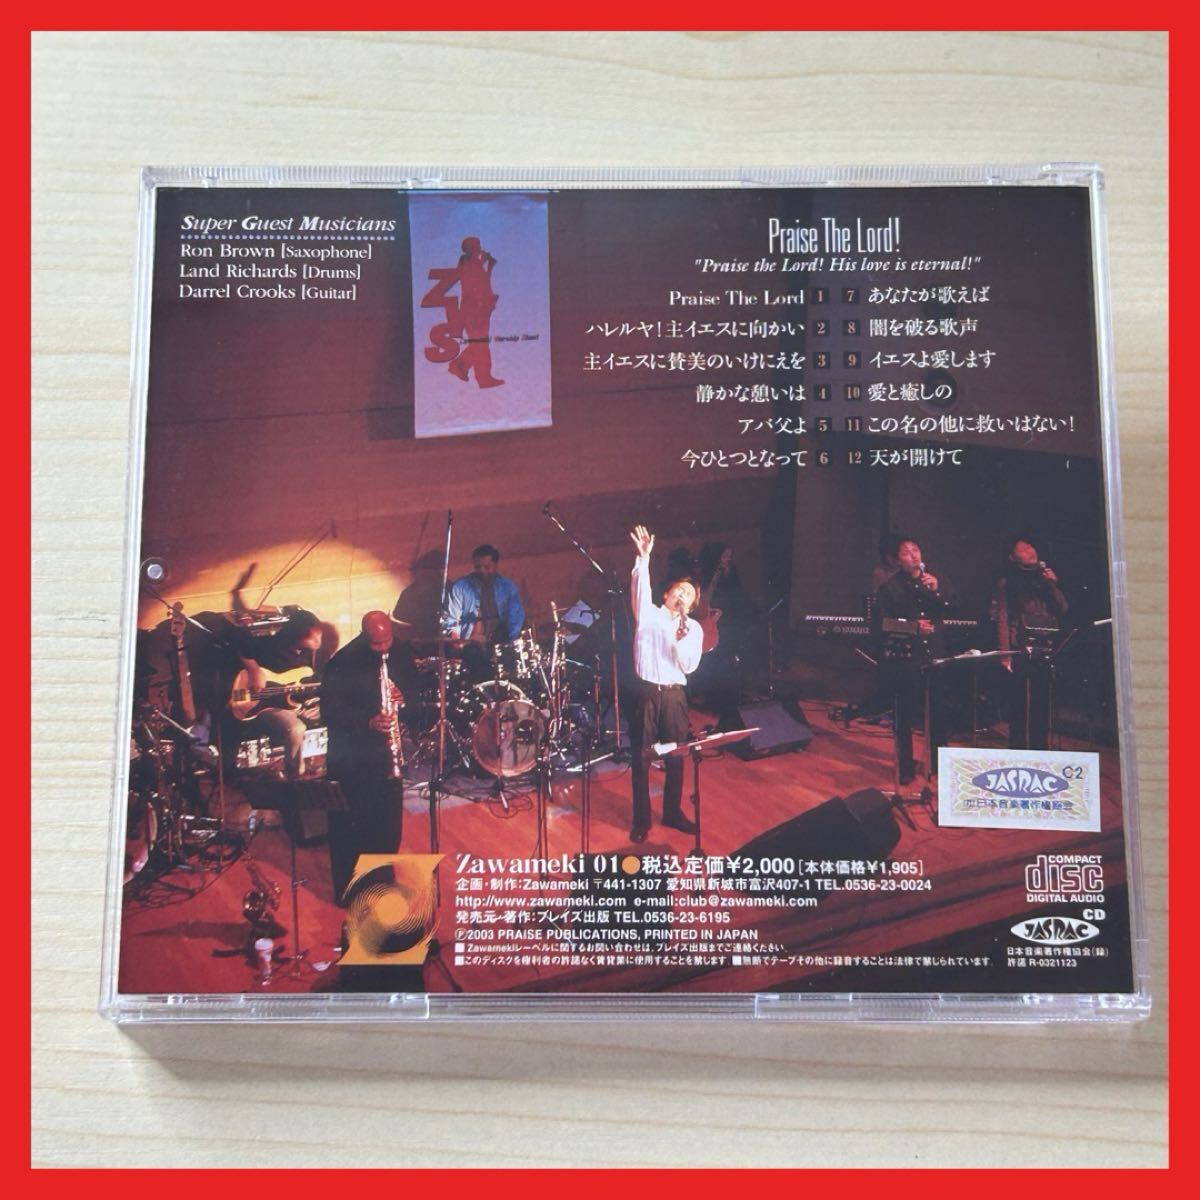 Super Guest Musicians
Ron Brown [Saxophone]
Land Richards [Drums]
Darrel Crooks [Guitar]
ZWS
Zawameki Worship Band
Praise The Lord!
"Praise the Lord! His love is eternal!"
Praise The Lord 1
ハレルヤ!主イエスに向かい 2
主イエスに賛美のいけにえを 3
静かな憩いは 4
アバ父よ 5
今ひとつとなって 6
7 あなたが歌えば
8 闇を破る歌声
9 イエスよ愛します
10 愛と癒しの
11 この名の他に救いはない!
12 天が開けて
YAMAHA
JASRAC C2
(社)日本音楽著作権協会
Zawameki 01●税込定価¥2,000[本体価格¥1,905]
企画・制作:Zawameki 〒441-1307 愛知県新城市富沢407-1 TEL.0536-23-0024
http://www.zawameki.com e-mail:club@zawameki.com
発売元・著作:プレイズ出版 TEL.0536-23-6195
Ⓟ2003 PRAISE PUBLICATIONS, PRINTED IN JAPAN
■Zawamekiレーベルに関するお問い合わせは、プレイズ出版までご連絡ください。
■このディスクを権利者の許諾なく賃貸業に使用することを禁じます ■無断でテープその他に録音することは法律で禁じられています。
COMPACT
disc
DIGITAL AUDIO
CD
JASRAC
日本音楽著作権協会(録)
許諾 R-0321123